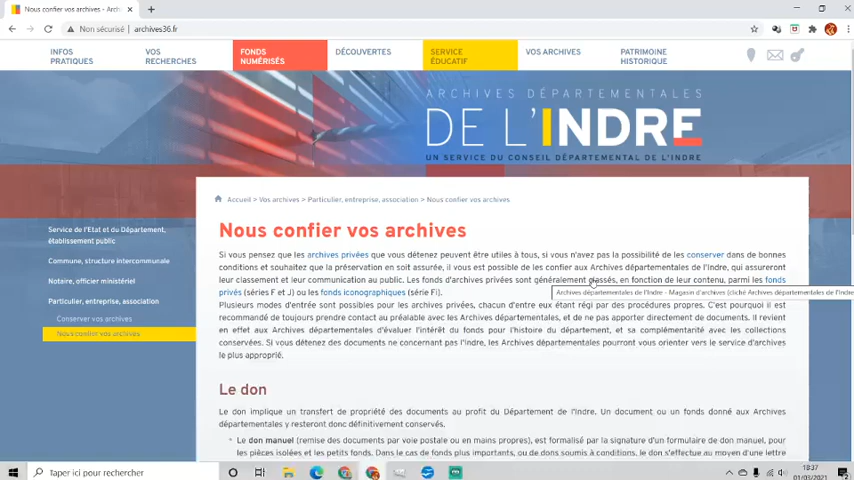 Nous confier vos archives - Arch
Non sécurisé
archives36.fr
INFOS PRATIQUES
VOS RECHERCHES
FONDS NUMÉRISÉS
DÉCOUVERTES
SERVICE ÉDUCATIF
VOS ARCHIVES
PATRIMOINE HISTORIQUE
ARCHIVES DÉPARTEMENTALES
DE L'INDRE
UN SERVICE DU CONSEIL DÉPARTEMENTAL DE L'INDRE
Accueil > Vos archives > Particulier, entreprise, association > Nous confier vos archives
Service de l'Etat et du Département,
établissement public
Commune, structure intercommunale
Notaire, officier ministériel
Particulier, entreprise, association
Conserver vos archives
Nous confier vos archives
Nous confier vos archives
Si vous pensez que les archives privées que vous détenez peuvent être utiles à tous, si vous n'avez pas la possibilité de les conserver dans de bonnes
conditions et souhaitez que la préservation en soit assurée, il vous est possible de les confier aux Archives départementales de l'Indre, qui assureront
leur classement et leur communication au public. Les fonds d'archives privées sont généralement classés, en fonction de leur contenu, parmi les fonds
privés (séries F et J) ou les fonds iconographiques (série Fi).
Archives départementales de l'Indre - Magasin d'archives (cliché Archives départementales de l'Indre
Plusieurs modes d'entrée sont possibles pour les archives privées, chacun d'entre eux étant régi par des procédures propres. C'est pourquoi il est
recommandé de toujours prendre contact au préalable avec les Archives départementales, et de ne pas apporter directement de documents. Il revient
en effet aux Archives départementales d'évaluer l'intérêt du fonds pour l'histoire du département, et sa complémentarité avec les collections
conservées. Si vous détenez des documents ne concernant pas l'Indre, les Archives départementales pourront vous orienter vers le service d'archives
le plus approprié.
Le don
Le don implique un transfert de propriété des documents au profit du Département de l'Indre. Un document ou un fonds donné aux Archives
départementales y resteront donc définitivement conservés.
Le don manuel (remise des documents par voie postale ou en mains propres), est formalisé par la signature d'un formulaire de don manuel, pour
les pièces isolées et les petits fonds. Dans le cas de fonds plus importants, ou de dons soumis à conditions, le don s'effectue au moyen d'une lettre
Taper ici pour rechercher
18:37
01/03/2021